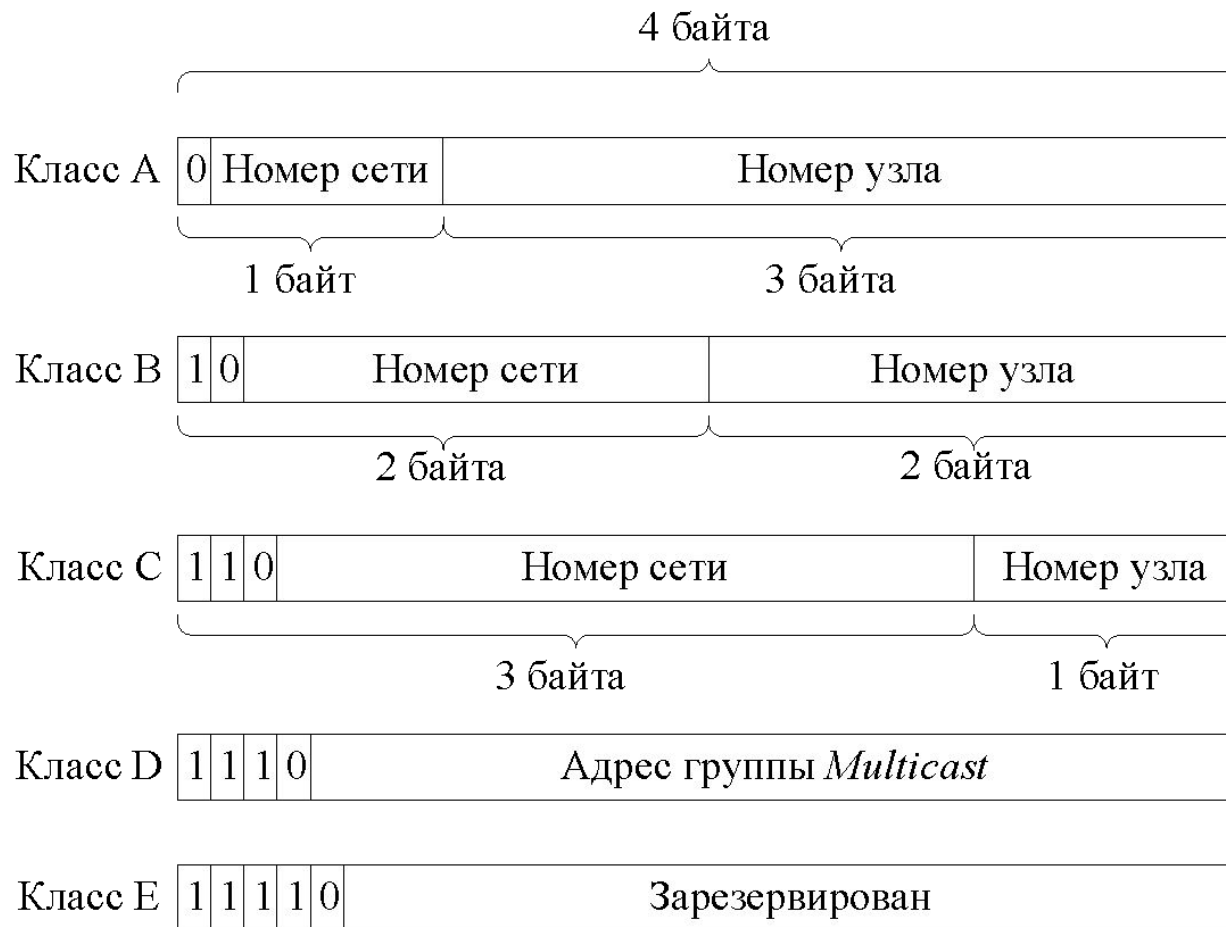 4 байта
Класс A 0 Номер сети Номер узла
1 байт 3 байта
Класс B 1 0 Номер сети Номер узла
2 байта 2 байта
Класс C 1 1 0 Номер сети Номер узла
3 байта 1 байт
Класс D 1 1 1 0 Адрес группы Multicast
Класс E 1 1 1 1 0 Зарезервирован